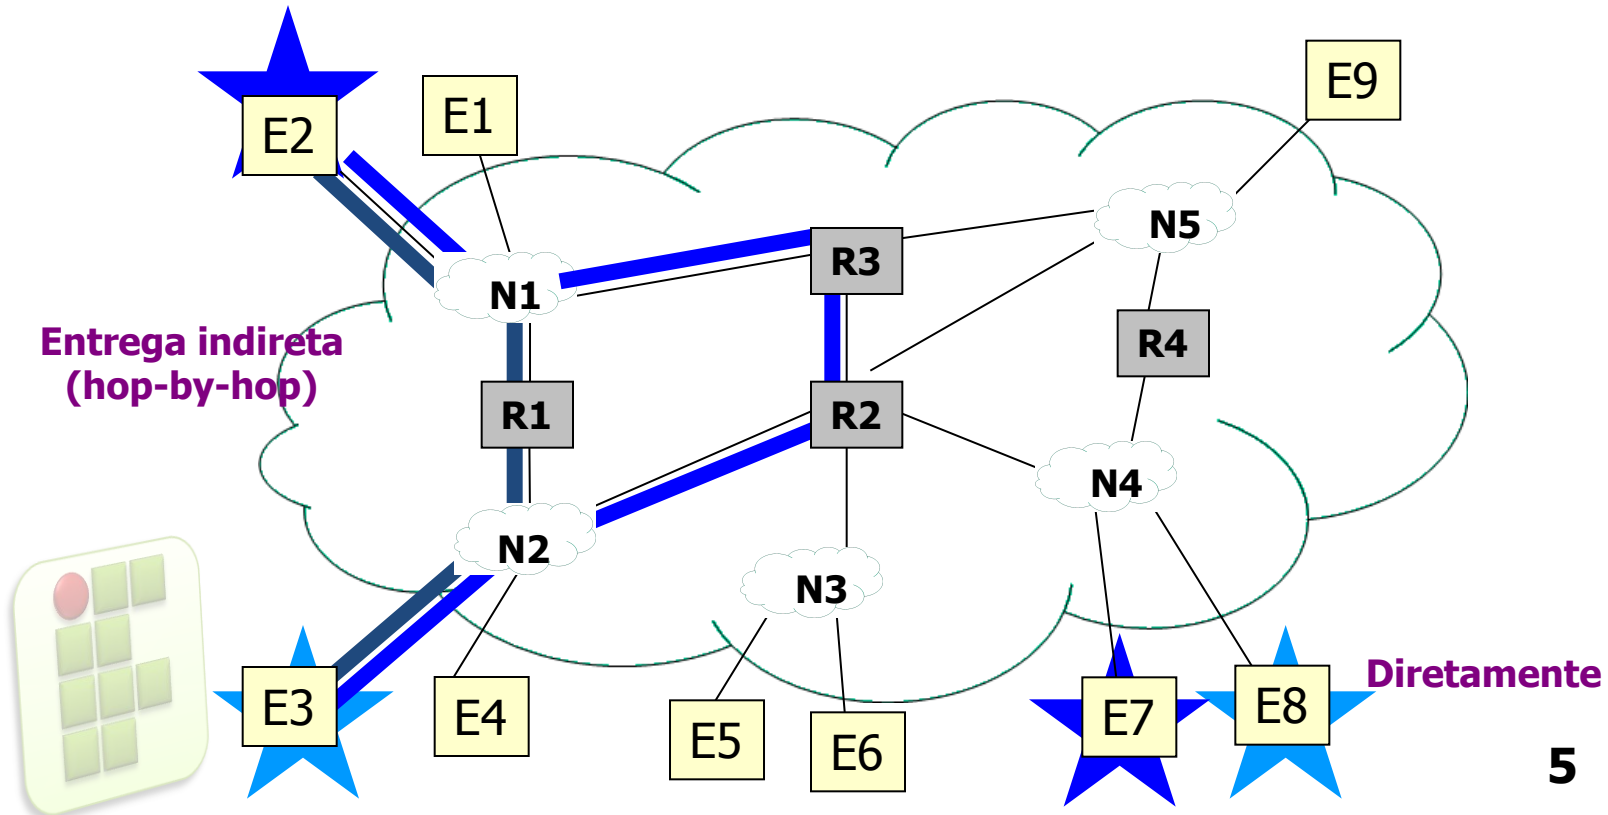 E9
E1
E2
N5
R3
N1
Entrega indireta
(hop-by-hop)
R4
R1
R2
N4
N2
N3
Diretamente
E3
E4
E7
E8
E5
E6
5